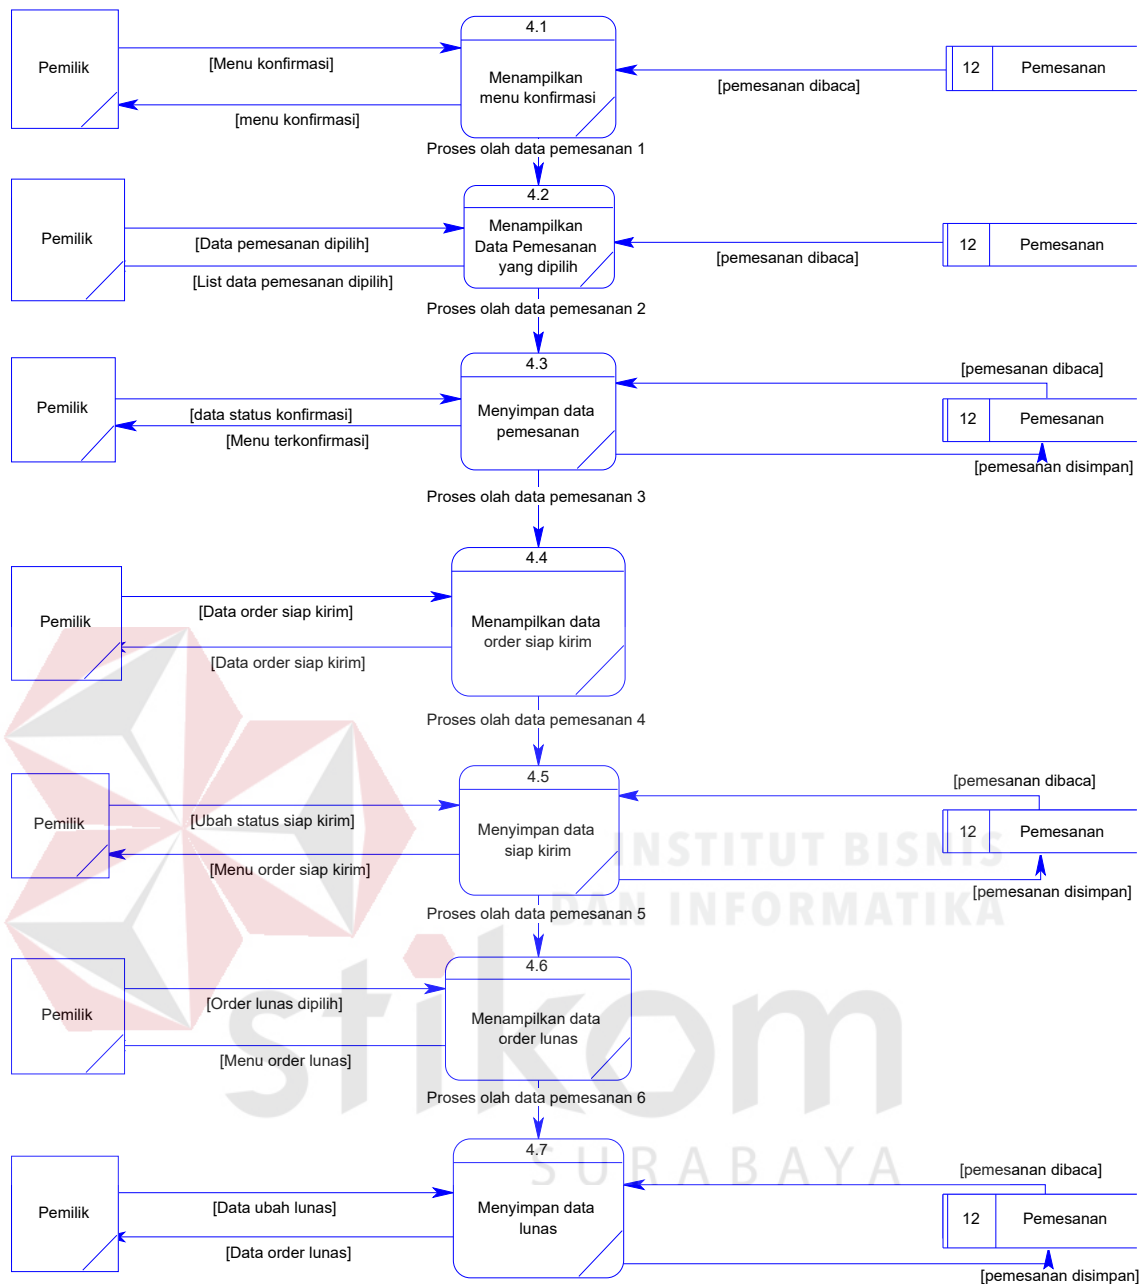 4.1
Pemilik
[Menu konfirmasi]
[menu konfirmasi]
Menampilkan
menu konfirmasi
[pemesanan dibaca]
12 Pemesanan
Proses olah data pemesanan 1
4.2
Pemilik
[Data pemesanan dipilih]
[List data pemesanan dipilih]
Menampilkan
Data Pemesanan
yang dipilih
[pemesanan dibaca]
12 Pemesanan
Proses olah data pemesanan 2
4.3
Pemilik
[data status konfirmasi]
[Menu terkonfirmasi]
Menyimpan data
pemesanan
[pemesanan dibaca]
12 Pemesanan
[pemesanan disimpan]
Proses olah data pemesanan 3
4.4
Pemilik
[Data order siap kirim]
[Data order siap kirim]
Menampilkan data
order siap kirim
Proses olah data pemesanan 4
4.5
Pemilik
[Ubah status siap kirim]
[Menu order siap kirim]
Menyimpan data
siap kirim
[pemesanan dibaca]
12 Pemesanan
[pemesanan disimpan]
INSTITUT BISNIS
DAN INFORMATIKA
Proses olah data pemesanan 5
4.6
Pemilik
[Order lunas dipilih]
[Menu order lunas]
Menampilkan data
order lunas
stikom
Proses olah data pemesanan 6
SURABAYA
4.7
Pemilik
[Data ubah lunas]
[Data order lunas]
Menyimpan data
lunas
[pemesanan dibaca]
12 Pemesanan
[pemesanan disimpan]